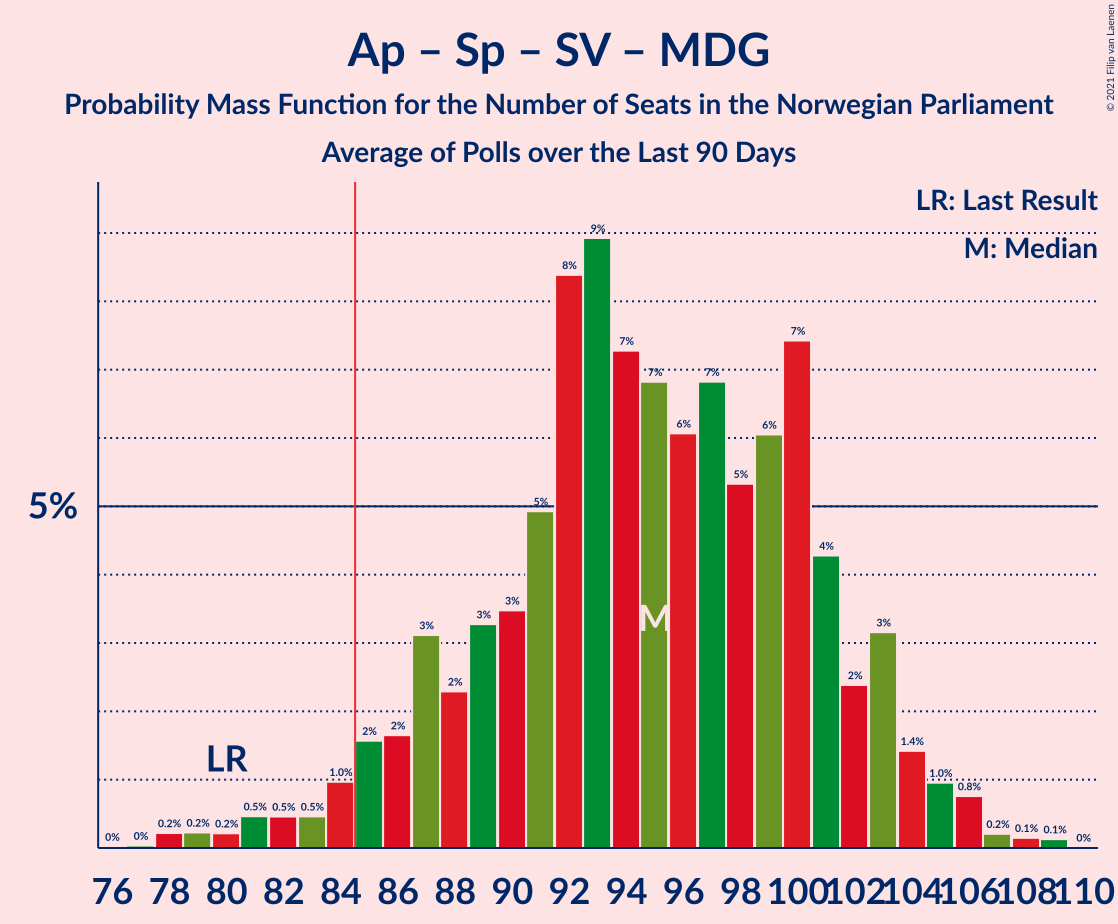 Ap – Sp – SV – MDG
Probability Mass Function for the Number of Seats in the Norwegian Parliament
Average of Polls over the Last 90 Days
© 2021 Filip van Laenen
LR: Last Result
M: Median
5%
LR
M
0% 0% 0.2% 0.2% 0.2% 0.5% 0.5% 0.5% 1.0% 2% 2% 3% 2% 3% 3% 5% 8% 9% 7% 7% 6% 7% 5% 6% 7% 4% 2% 3% 1.4% 1.0% 0.8% 0.2% 0.1% 0.1% 0%
76 78 80 82 84 86 88 90 92 94 96 98 100 102 104 106 108 110